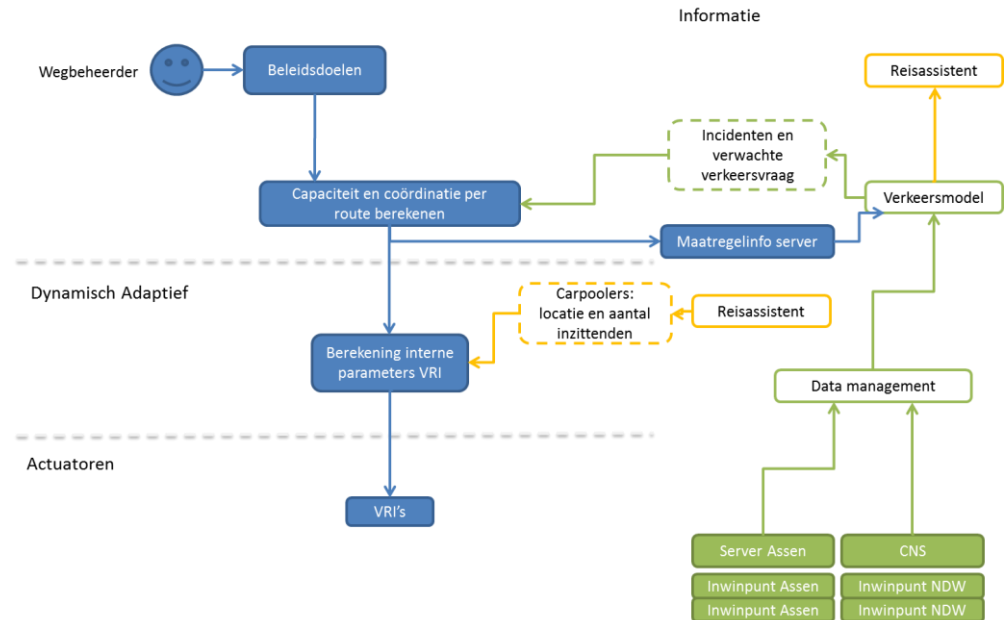 Informatie
Wegbeheerder
Beleidsdoelen
Reisassistent
Incidenten en
verwachte
verkeersvraag
Capaciteit en coördinatie per
route berekenen
Verkeersmodel
Maatregelinfo server
Dynamisch Adaptief
Carpoolers:
locatie en aantal
inzittenden
Reisassistent
Berekening interne
parameters VRI
Data management
Actuatoren
VRI's
Server Assen
CNS
Inwinpunt Assen
Inwinpunt NDW
Inwinpunt Assen
Inwinpunt NDW